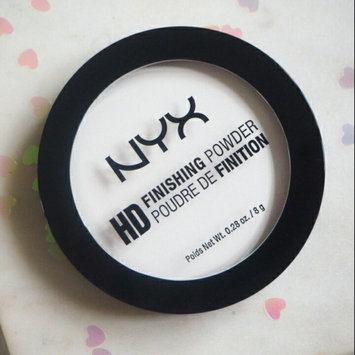 NYX
HD FINISHING POWDER
POUDRE DE FINITION
Poids Net Wt. 0.28 oz. / 8 g